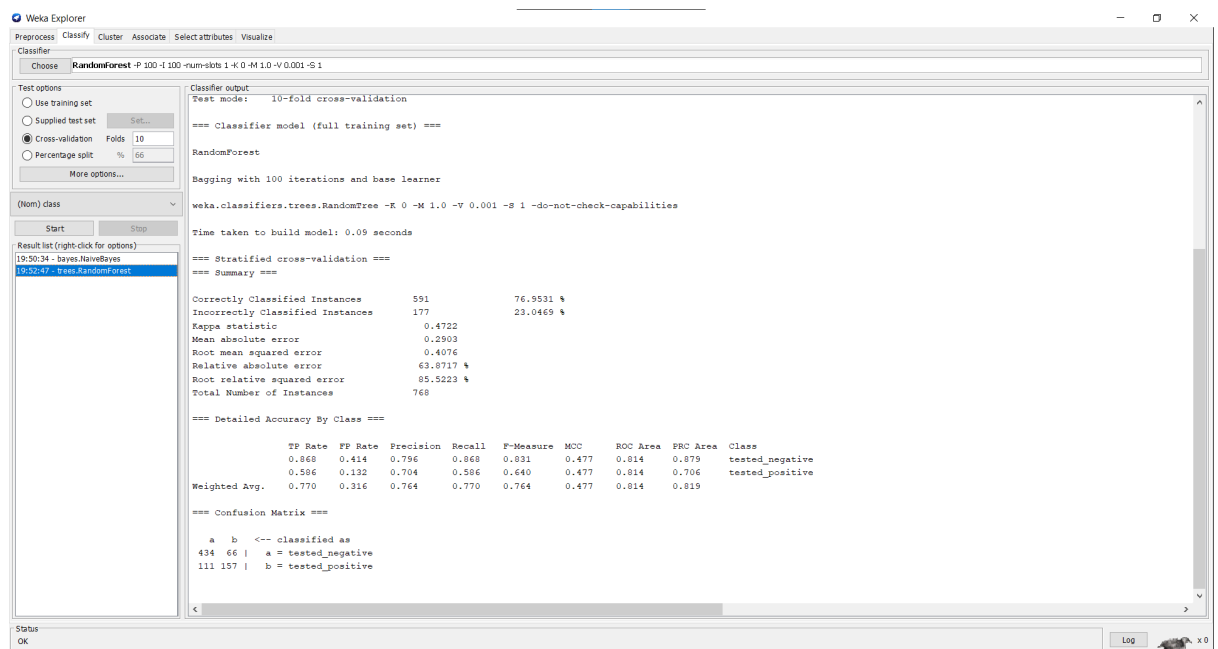 Weka Explorer
Preprocess Classify Cluster Associate Select attributes Visualize
Classifier
Choose RandomForest -P 100 -I 100 -num-slots 1 -K 0 -M 1.0 -V 0.001 -S 1
Test options
Use training set
Supplied test set Set...
Cross-validation Folds 10
Percentage split % 66
More options...
(Nom) class
Start Stop
Result list (right-click for options)
19:50:34 - bayes.NaiveBayes
19:52:47 - trees.RandomForest
Classifier output
Test mode: 10-fold cross-validation
=== Classifier model (full training set) ===
RandomForest
Bagging with 100 iterations and base learner
weka.classifiers.trees.RandomTree -K 0 -M 1.0 -V 0.001 -S 1 -do-not-check-capabilities
Time taken to build model: 0.09 seconds
=== Stratified cross-validation ===
=== Summary ===
Correctly Classified Instances 591 76.9531 %
Incorrectly Classified Instances 177 23.0469 %
Kappa statistic 0.4722
Mean absolute error 0.2903
Root mean squared error 0.4076
Relative absolute error 63.8717 %
Root relative squared error 85.5223 %
Total Number of Instances 768
=== Detailed Accuracy By Class ===
TP Rate FP Rate Precision Recall F-Measure MCC ROC Area PRC Area Class
0.868 0.414 0.796 0.868 0.831 0.477 0.814 0.879 tested_negative
0.586 0.132 0.704 0.586 0.640 0.477 0.814 0.706 tested_positive
Weighted Avg. 0.770 0.316 0.764 0.770 0.764 0.477 0.814 0.819
=== Confusion Matrix ===
a b <-- classified as
434 66 | a = tested_negative
111 157 | b = tested_positive
Status
OK
Log x 0